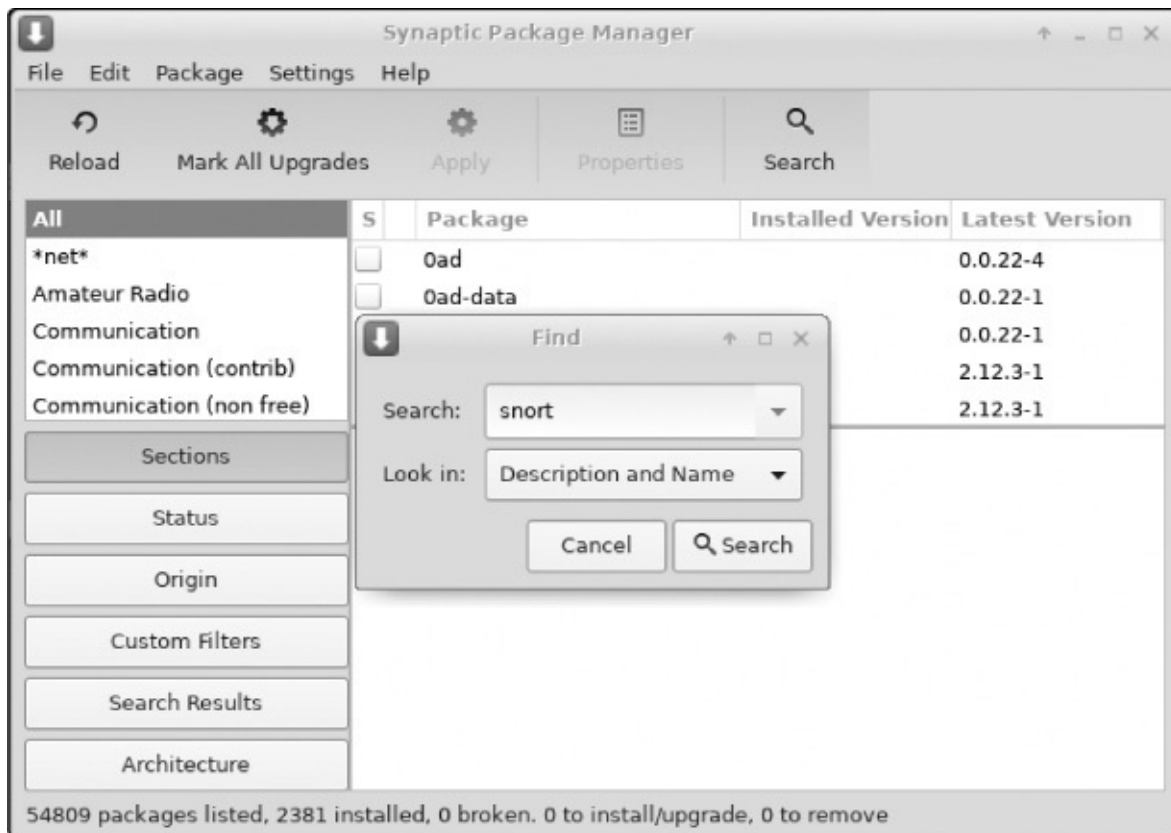 Synaptic Package Manager
File Edit Package Settings Help
Reload Mark All Upgrades Apply Properties Search
All
*net*
Amateur Radio
Communication
Communication (contrib)
Communication (non free)
S Package Installed Version Latest Version
0ad 0.0.22-4
0ad-data 0.0.22-1
0.0.22-1
2.12.3-1
2.12.3-1
Find
Search: snort
Look in: Description and Name
Cancel Search
Sections
Status
Origin
Custom Filters
Search Results
Architecture
54809 packages listed, 2381 installed, 0 broken. 0 to install/upgrade, 0 to remove